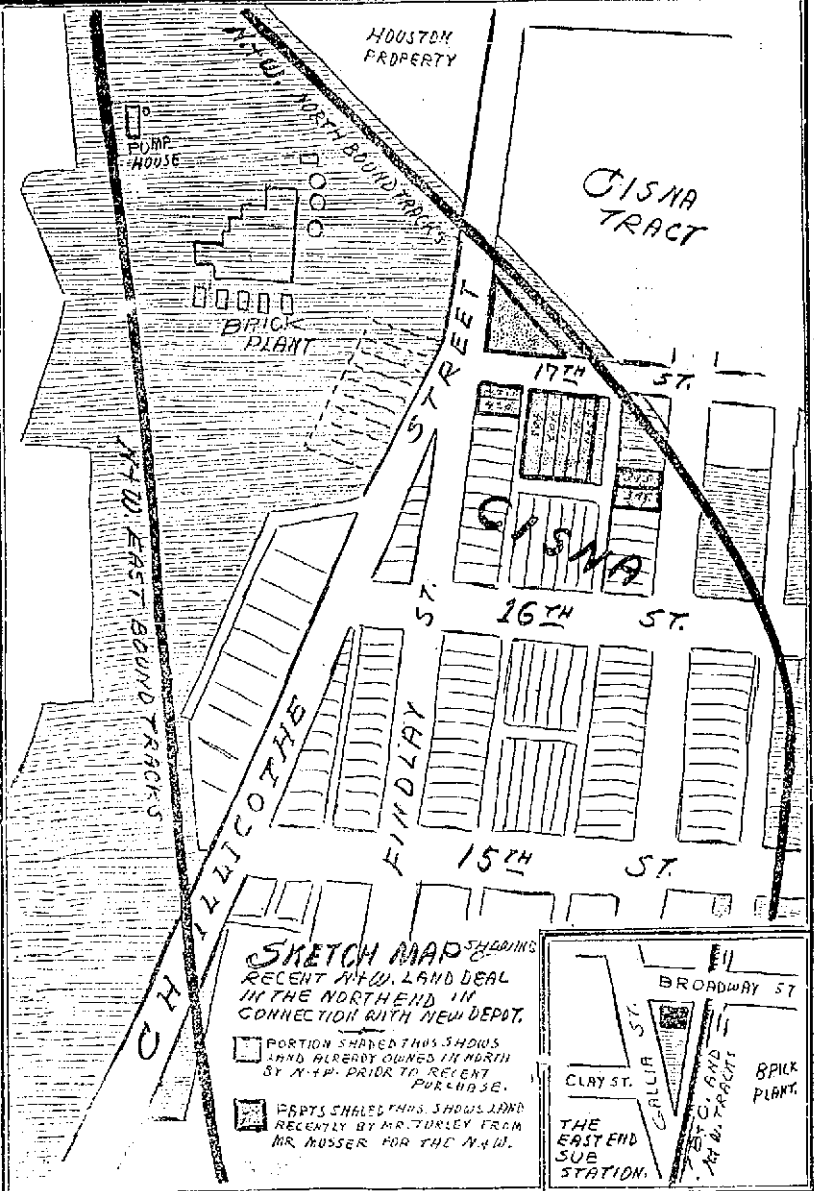 HOUSTON
PROPERTY
N.+W. NORTH BOUND TRACKS
PUMP
HOUSE
CISNA
TRACT
BRICK
PLANT
17TH ST.
STREET
CISNA
N+W EAST BOUND TRACKS
16TH ST.
FINDLAY ST.
CHILLICOTHE
15TH ST.
SKETCH MAP SHOWING
RECENT N+W. LAND DEAL
IN THE NORTHEND IN
CONNECTION WITH NEW DEPOT.
PORTION SHADED THUS SHOWS
LAND ALREADY OWNED IN NORTH
BY N+W. PRIOR TO RECENT
PURCHASE.
PARTS SHADED THUS. SHOWS LAND
RECENTLY BY MR. TURLEY FROM
MR MUSSER FOR THE N+W.
BROADWAY ST
GALLIA ST.
CLAY ST.
B+O. AND
N+W. TRACKS
BRICK
PLANT.
THE
EAST END
SUB
STATION.